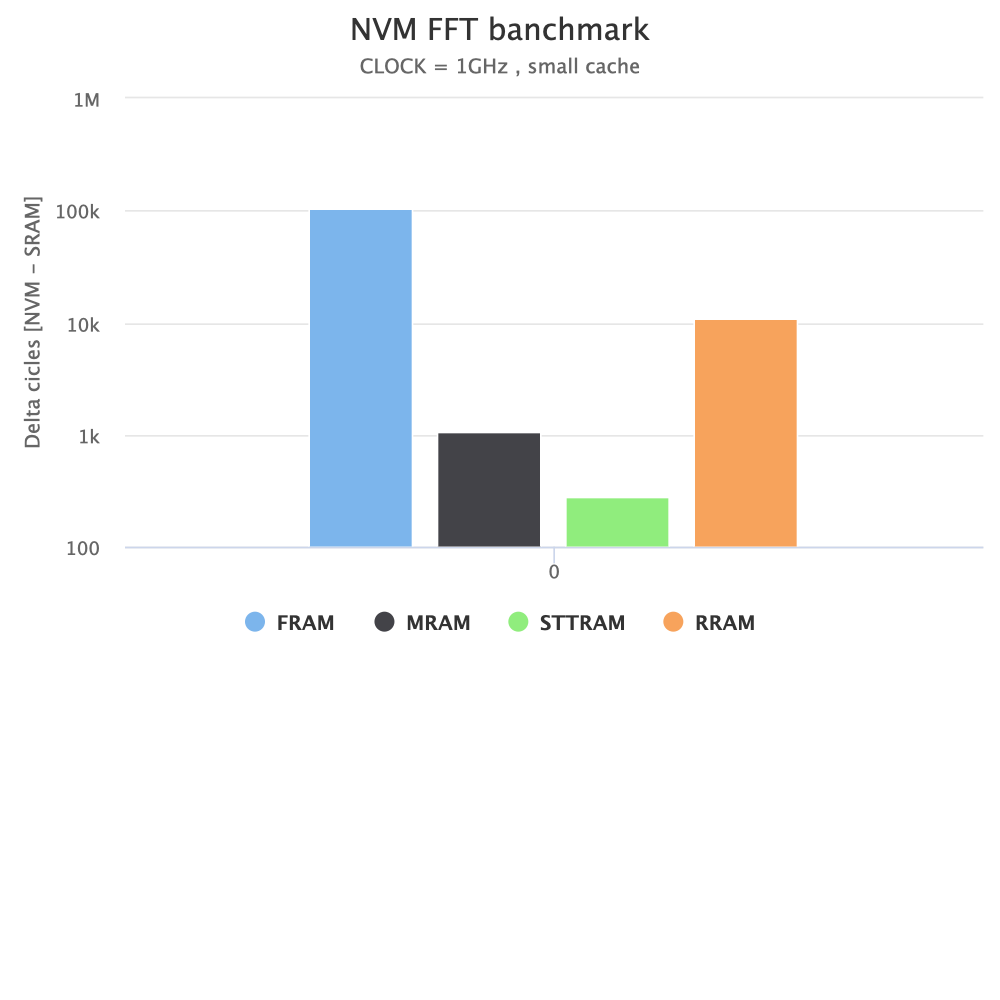 NVM FFT banchmark
CLOCK = 1GHz , small cache
Delta cicles [NVM – SRAM]
1M
100k
10k
1k
100
0
FRAM MRAM STTRAM RRAM